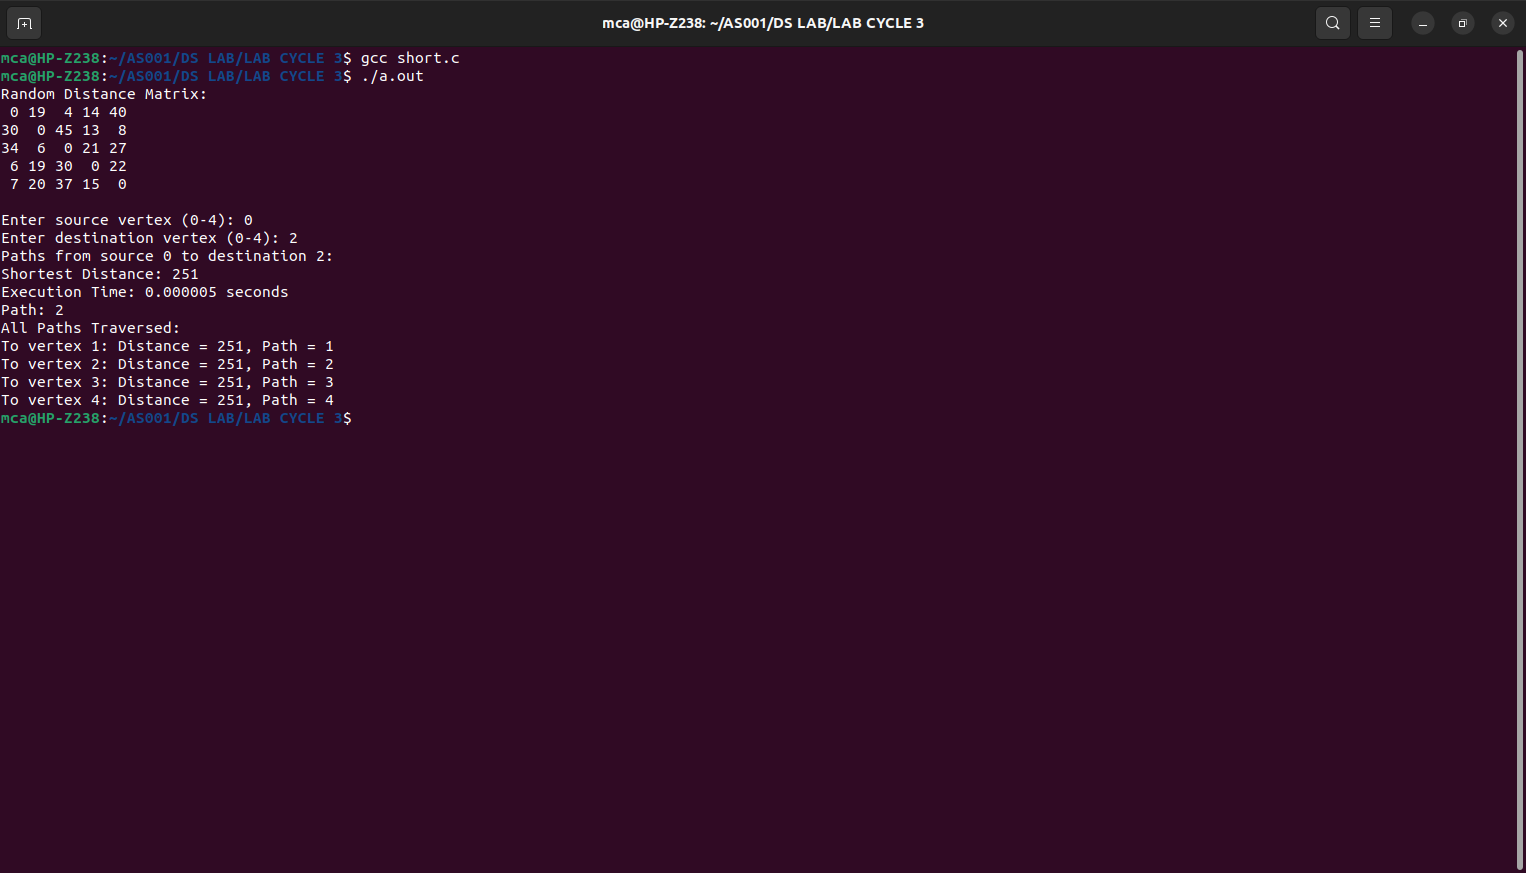 mca@HP-Z238: ~/AS001/DS LAB/LAB CYCLE 3
mca@HP-Z238:~/AS001/DS LAB/LAB CYCLE 3$ gcc short.c
mca@HP-Z238:~/AS001/DS LAB/LAB CYCLE 3$ ./a.out
Random Distance Matrix:
 0 19  4 14 40
30  0 45 13  8
34  6  0 21 27
 6 19 30  0 22
 7 20 37 15  0
Enter source vertex (0-4): 0
Enter destination vertex (0-4): 2
Paths from source 0 to destination 2:
Shortest Distance: 251
Execution Time: 0.000005 seconds
Path: 2
All Paths Traversed:
To vertex 1: Distance = 251, Path = 1
To vertex 2: Distance = 251, Path = 2
To vertex 3: Distance = 251, Path = 3
To vertex 4: Distance = 251, Path = 4
mca@HP-Z238:~/AS001/DS LAB/LAB CYCLE 3$